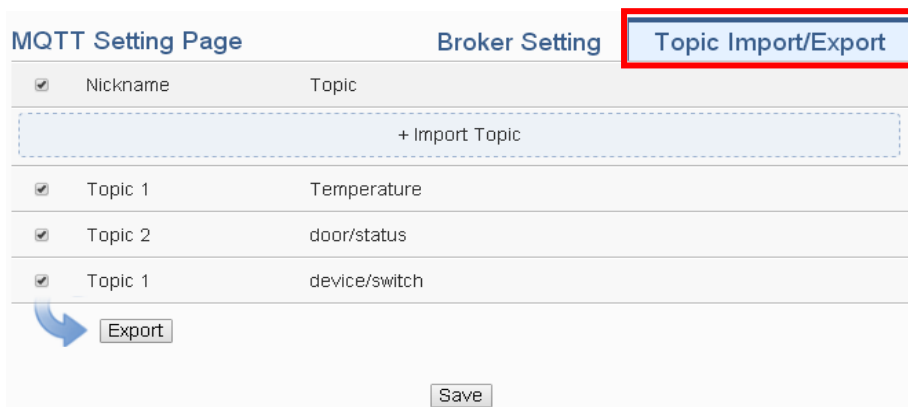 MQTT Setting Page Broker Setting Topic Import/Export
Nickname Topic
+ Import Topic
Topic 1 Temperature
Topic 2 door/status
Topic 1 device/switch
Export
Save